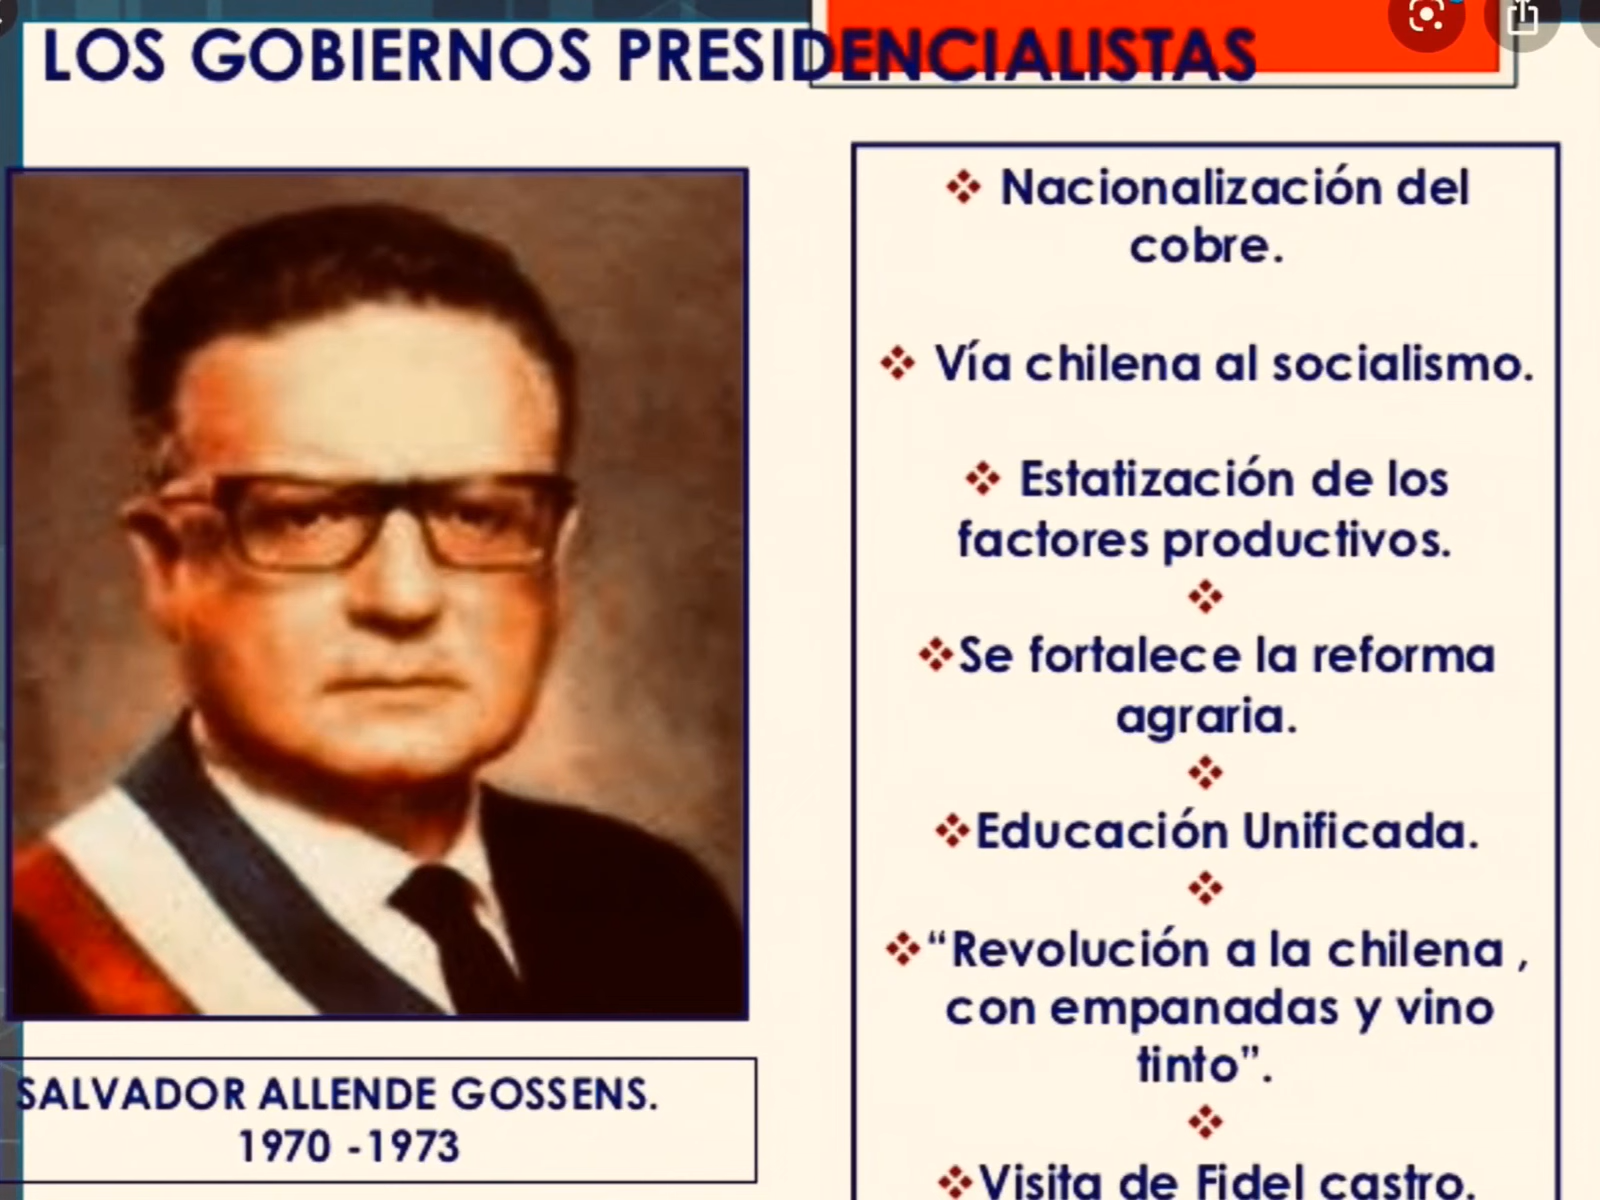 LOS GOBIERNOS PRESIDENCIALISTAS
❖ Nacionalización del
cobre.
❖ Vía chilena al socialismo.
❖ Estatización de los
factores productivos.
❖
❖Se fortalece la reforma
agraria.
❖
❖Educación Unificada.
❖
❖“Revolución a la chilena ,
con empanadas y vino
tinto”.
❖
❖Visita de Fidel castro.
SALVADOR ALLENDE GOSSENS.
1970 -1973